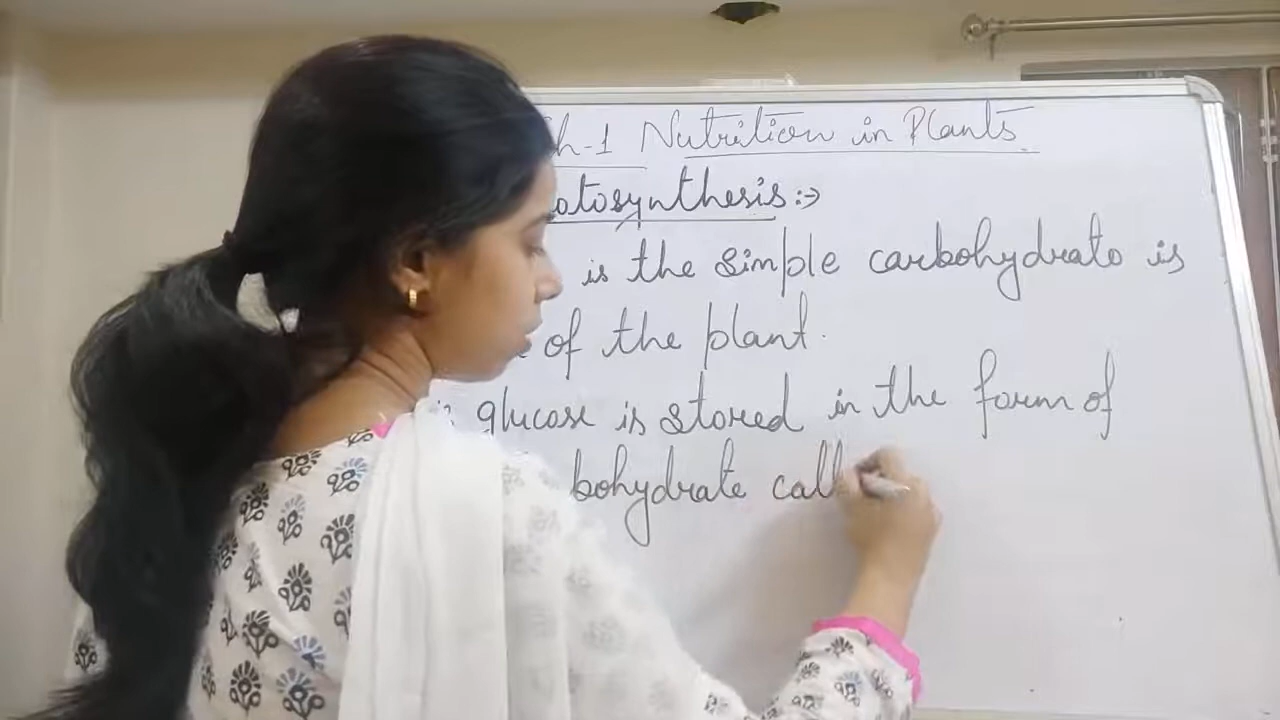 h-1 Nutrition in Plants.
otosynthesis :->
is the simple carbohydrate is
of the plant.
glucose is stored in the form of
bohydrate call